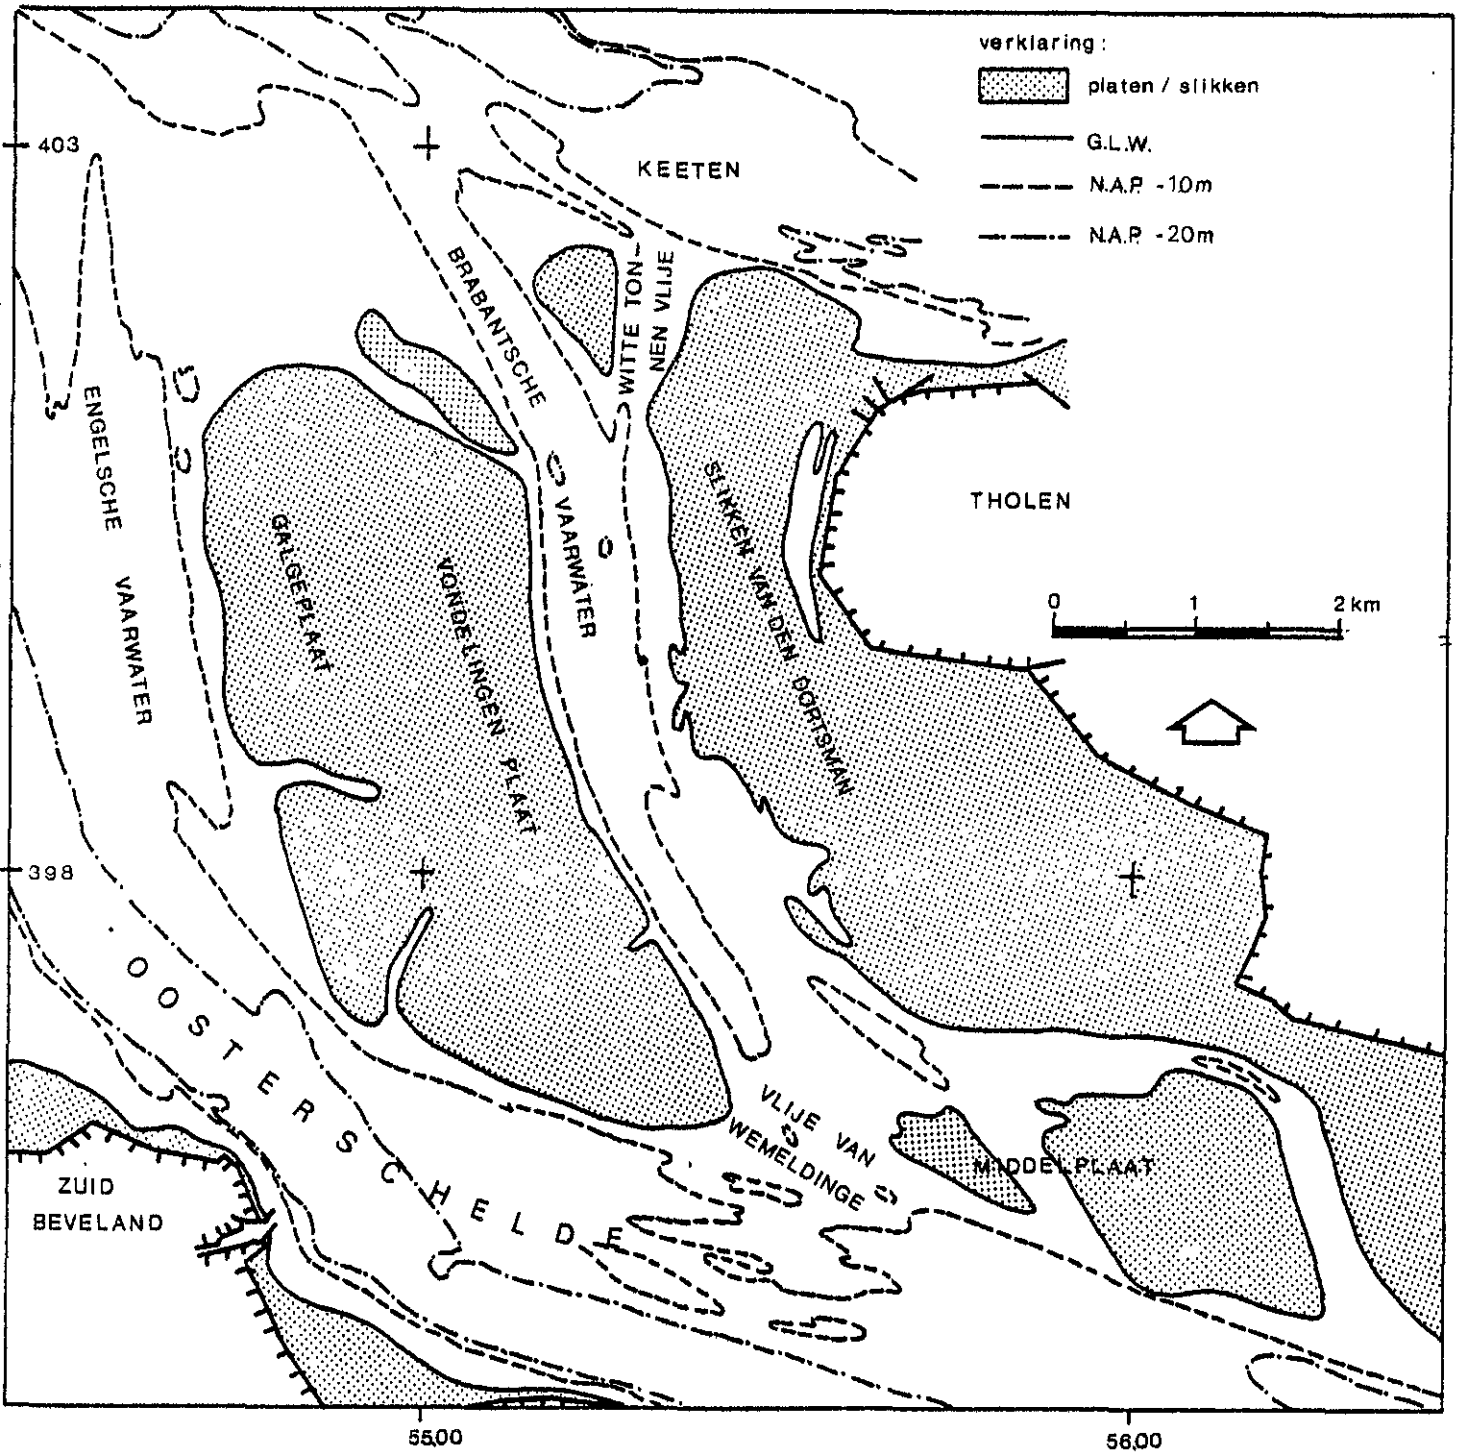 verklaring :
platen / slikken
G.L.W.
N.A.P. -10m
N.A.P. -20m
403
KEETEN
BRABANTSCHE
VAARWATER
WITTE TON-
NEN VLIJE
ENGELSCHE VAARWATER
GALGEPLAAT
VONDELINGEN PLAAT
SLIKKEN VAN DEN DORTSMAN
THOLEN
0 1 2 km
398
OOSTERSCHELDE
VLIJE VAN
WEMELDINGE
MIDDELPLAAT
ZUID
BEVELAND
55,00
56,00